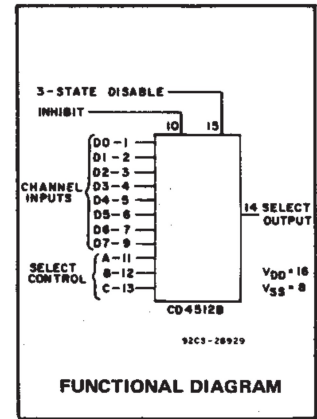 3-STATE DISABLE
INHIBIT
10 15
D0-1
D1-2
D2-3
CHANNEL INPUTS
D3-4
D4-5
D5-6
D6-7
D7-9
14 SELECT OUTPUT
SELECT CONTROL
A-11
B-12
C-13
VDD = 16
VSS = 8
CD4512B
92CS-28929
FUNCTIONAL DIAGRAM